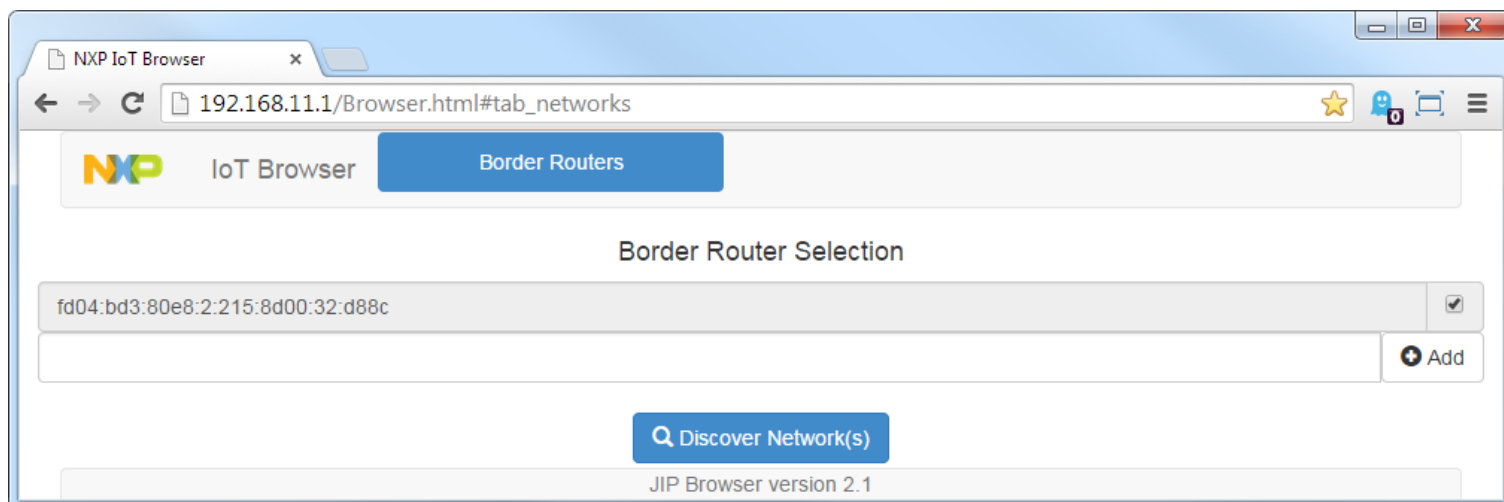 NXP IoT Browser
192.168.11.1/Browser.html#tab_networks
0
NXP IoT Browser Border Routers
Border Router Selection
fd04:bd3:80e8:2:215:8d00:32:d88c
Add
Discover Network(s)
JIP Browser version 2.1